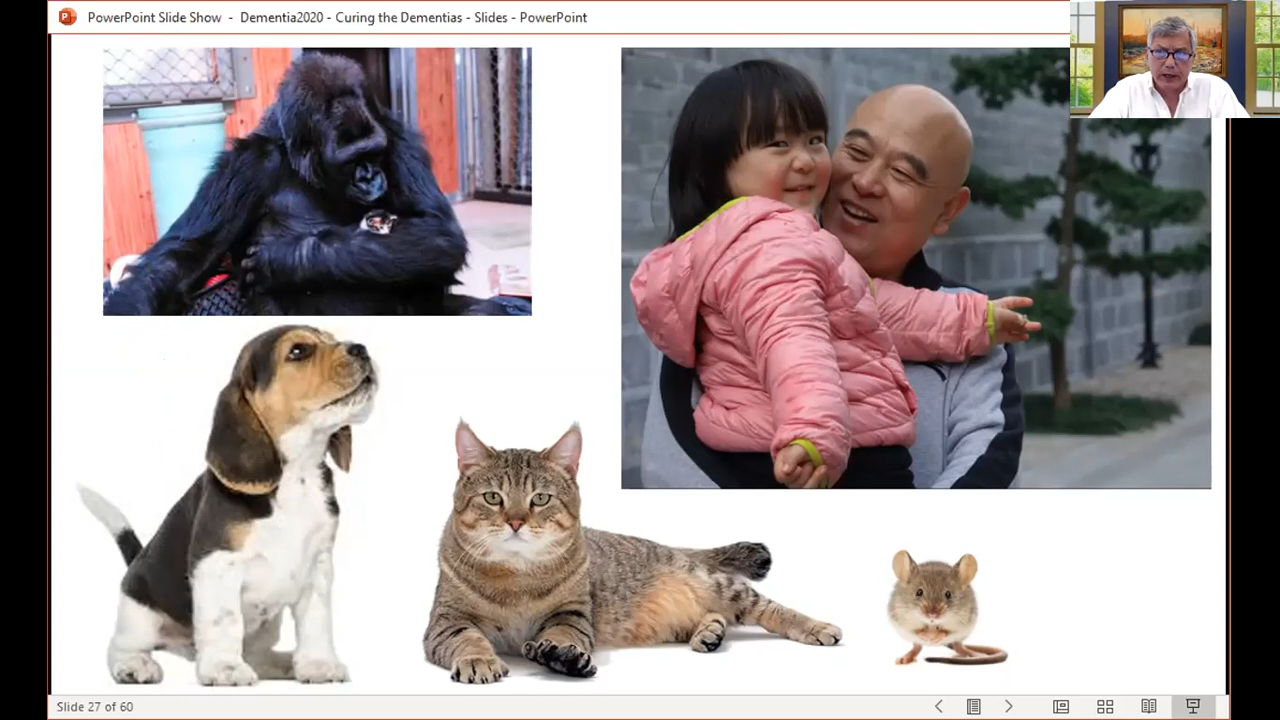 PowerPoint Slide Show - Dementia2020 - Curing the Dementias - Slides - PowerPoint
Slide 27 of 60